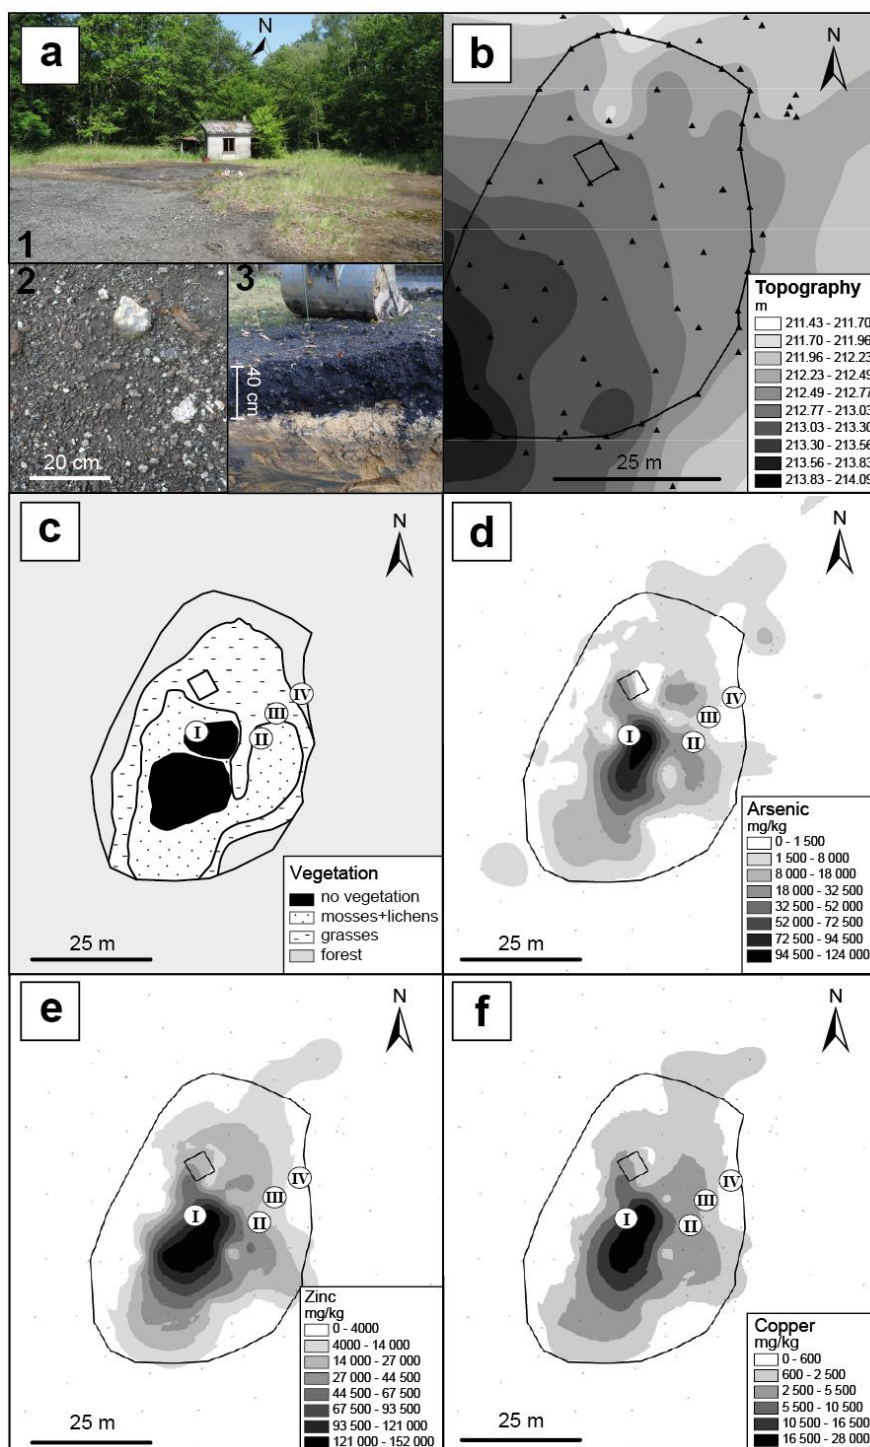 a
N
1
2
20 cm
3
40 cm
b
N
Topography
m
211.43 - 211.70
211.70 - 211.96
211.96 - 212.23
212.23 - 212.49
212.49 - 212.77
212.77 - 213.03
213.03 - 213.30
213.30 - 213.56
213.56 - 213.83
213.83 - 214.09
25 m
c
N
I
II
III
IV
Vegetation
no vegetation
mosses+lichens
grasses
forest
25 m
d
N
I
II
III
IV
Arsenic
mg/kg
0 - 1 500
1 500 - 8 000
8 000 - 18 000
18 000 - 32 500
32 500 - 52 000
52 000 - 72 500
72 500 - 94 500
94 500 - 124 000
25 m
e
N
I
II
III
IV
Zinc
mg/kg
0 - 4000
4000 - 14 000
14 000 - 27 000
27 000 - 44 500
44 500 - 67 500
67 500 - 93 500
93 500 - 121 000
121 000 - 152 000
25 m
f
N
I
II
III
IV
Copper
mg/kg
0 - 600
600 - 2 500
2 500 - 5 500
5 500 - 10 500
10 500 - 16 500
16 500 - 28 000
25 m